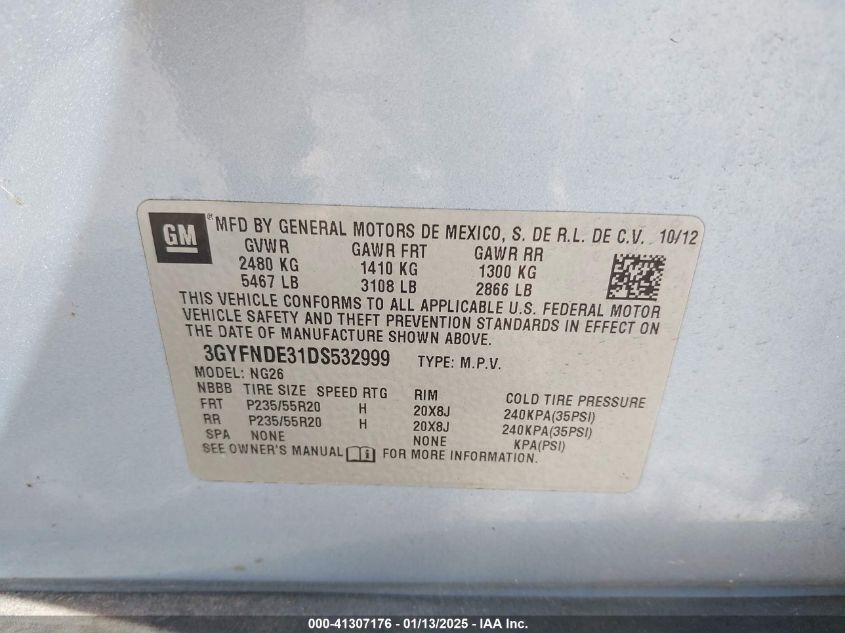 GM ® MFD BY GENERAL MOTORS DE MEXICO, S. DE R.L. DE C.V. 10/12
GVWR GAWR FRT GAWR RR
2480 KG 1410 KG 1300 KG
5467 LB 3108 LB 2866 LB
THIS VEHICLE CONFORMS TO ALL APPLICABLE U.S. FEDERAL MOTOR
VEHICLE SAFETY AND THEFT PREVENTION STANDARDS IN EFFECT ON
THE DATE OF MANUFACTURE SHOWN ABOVE.
3GYFNDE31DS532999 TYPE: M.P.V.
MODEL: NG26
NBBB TIRE SIZE SPEED RTG RIM COLD TIRE PRESSURE
FRT P235/55R20 H 20X8J 240KPA(35PSI)
RR P235/55R20 H 20X8J 240KPA(35PSI)
SPA NONE NONE KPA(PSI)
SEE OWNER'S MANUAL i FOR MORE INFORMATION.
000-41307176 — 01/13/2025 — IAA Inc.